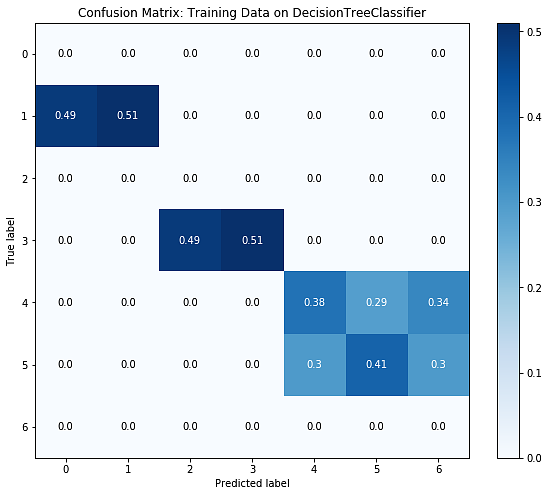 Confusion Matrix: Training Data on DecisionTreeClassifier
0 0.0 0.0 0.0 0.0 0.0 0.0 0.0
1 0.49 0.51 0.0 0.0 0.0 0.0 0.0
2 0.0 0.0 0.0 0.0 0.0 0.0 0.0
3 0.0 0.0 0.49 0.51 0.0 0.0 0.0
4 0.0 0.0 0.0 0.0 0.38 0.29 0.34
5 0.0 0.0 0.0 0.0 0.3 0.41 0.3
6 0.0 0.0 0.0 0.0 0.0 0.0 0.0
0 1 2 3 4 5 6
True label
Predicted label
0.5
0.4
0.3
0.2
0.1
0.0